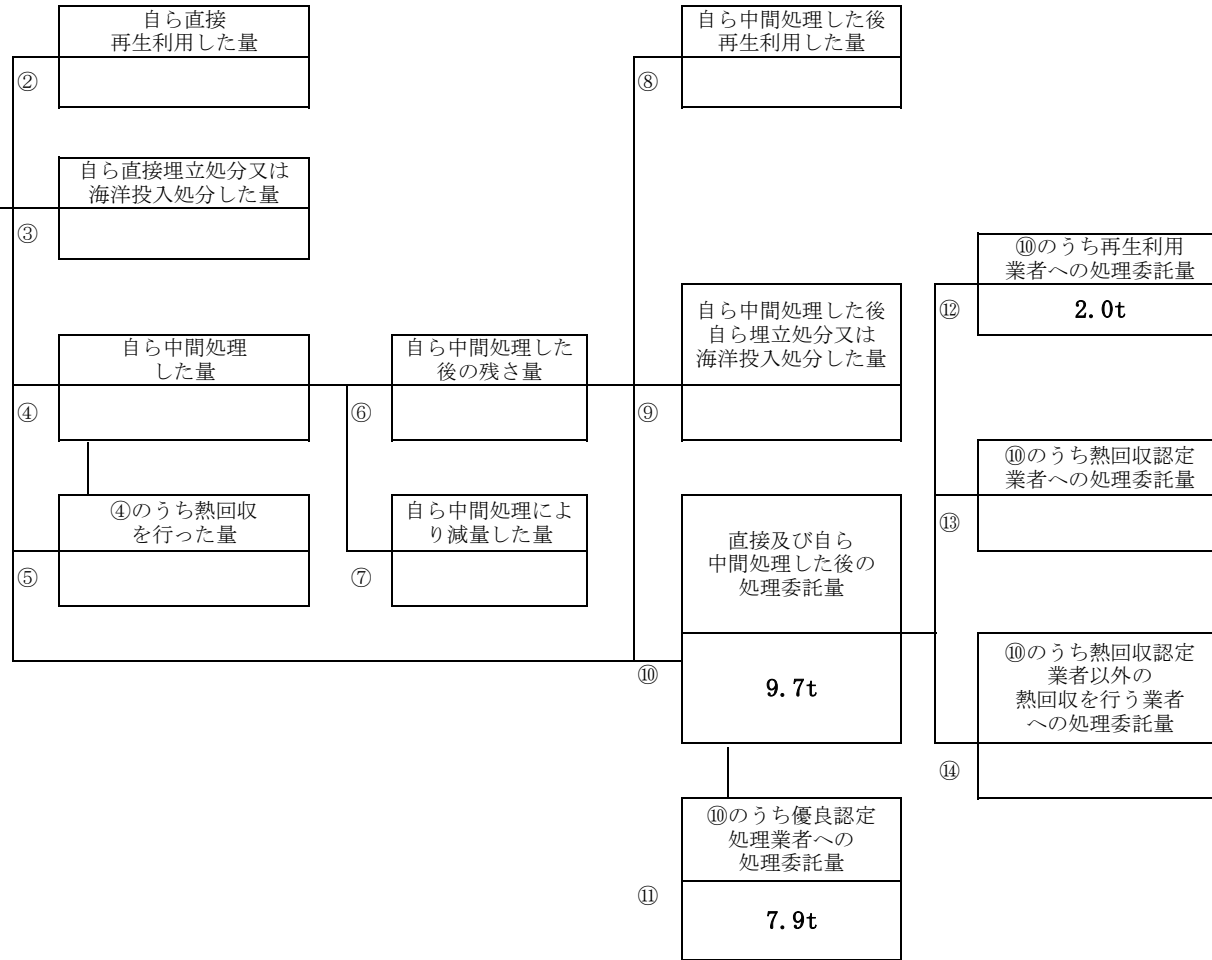 自ら直接
再生利用した量
②
自ら直接埋立処分又は
海洋投入処分した量
③
自ら中間処理
した量
④
④のうち熱回収
を行った量
⑤
自ら中間処理した
後の残さ量
⑥
自ら中間処理によ
り減量した量
⑦
自ら中間処理した後
再生利用した量
⑧
自ら中間処理した後
自ら埋立処分又は
海洋投入処分した量
⑨
直接及び自ら
中間処理した後の
処理委託量
⑩
9.7t
⑩のうち優良認定
処理業者への
処理委託量
⑪
7.9t
⑩のうち再生利用
業者への処理委託量
⑫
2.0t
⑩のうち熱回収認定
業者への処理委託量
⑬
⑩のうち熱回収認定
業者以外の
熱回収を行う業者
への処理委託量
⑭